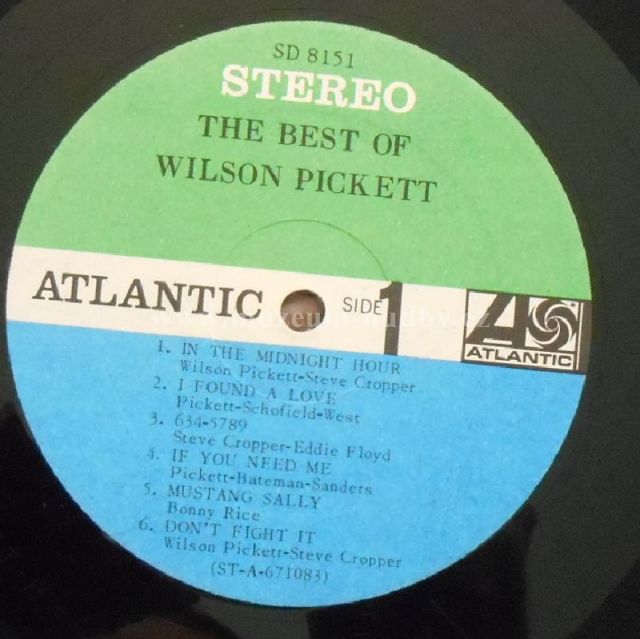 SD 8151
STEREO
THE BEST OF
WILSON PICKETT
ATLANTIC
SIDE 1
ATLANTIC
1. IN THE MIDNIGHT HOUR
Wilson Pickett-Steve Cropper
2. I FOUND A LOVE
Pickett-Schofield-West
3. 634-5789
Steve Cropper-Eddie Floyd
4. IF YOU NEED ME
Pickett-Bateman-Sanders
5. MUSTANG SALLY
Bonny Rice
6. DON'T FIGHT IT
Wilson Pickett-Steve Cropper
(ST-A-671083)